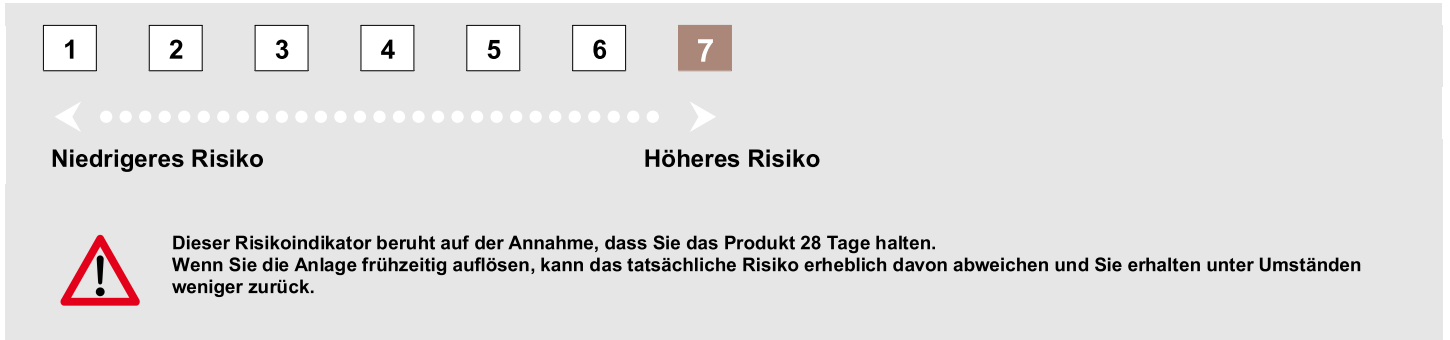 1 2 3 4 5 6 7
Niedrigeres Risiko Höheres Risiko
Dieser Risikoindikator beruht auf der Annahme, dass Sie das Produkt 28 Tage halten.
Wenn Sie die Anlage frühzeitig auflösen, kann das tatsächliche Risiko erheblich davon abweichen und Sie erhalten unter Umständen
weniger zurück.